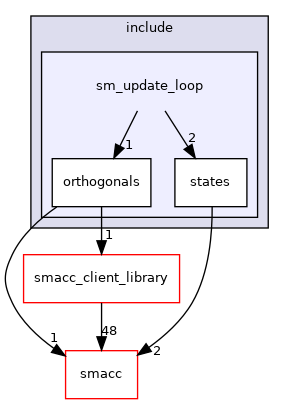 include
sm_update_loop
1
2
orthogonals
states
1
smacc_client_library
48
1
2
smacc